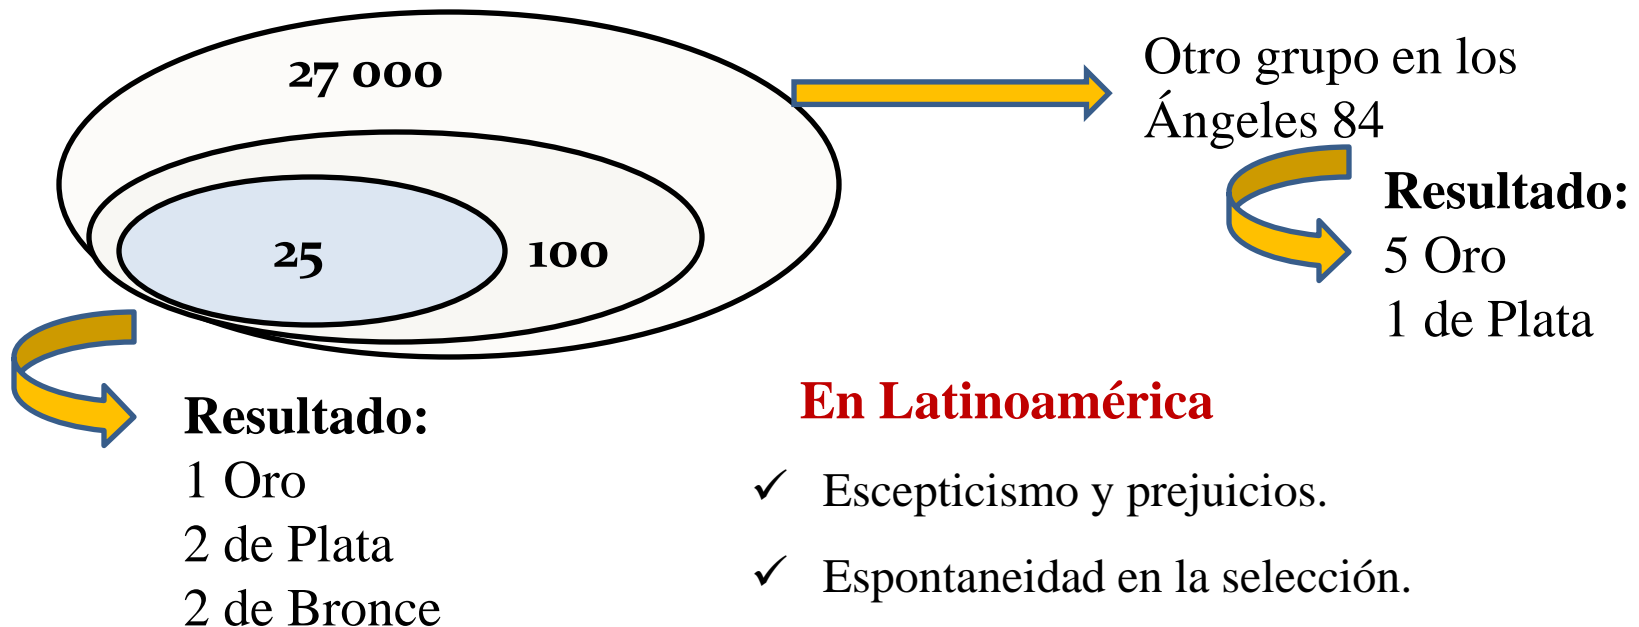 27 000
25
100
Otro grupo en los
Ángeles 84
Resultado:
5 Oro
1 de Plata
Resultado:
1 Oro
2 de Plata
2 de Bronce
En Latinoamérica
✓ Escepticismo y prejuicios.
✓ Espontaneidad en la selección.